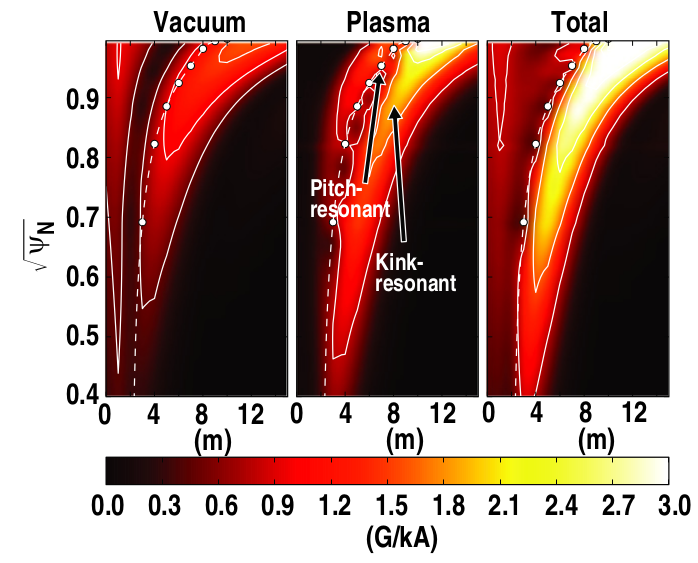 Vacuum Plasma Total
0.9
0.8
0.7
0.6
0.5
0.4
√ψN
Pitch-
resonant
Kink-
resonant
0 4 8 12 0 4 8 12 0 4 8 12
(m) (m) (m)
0.0 0.3 0.6 0.9 1.2 1.5 1.8 2.1 2.4 2.7 3.0
(G/kA)